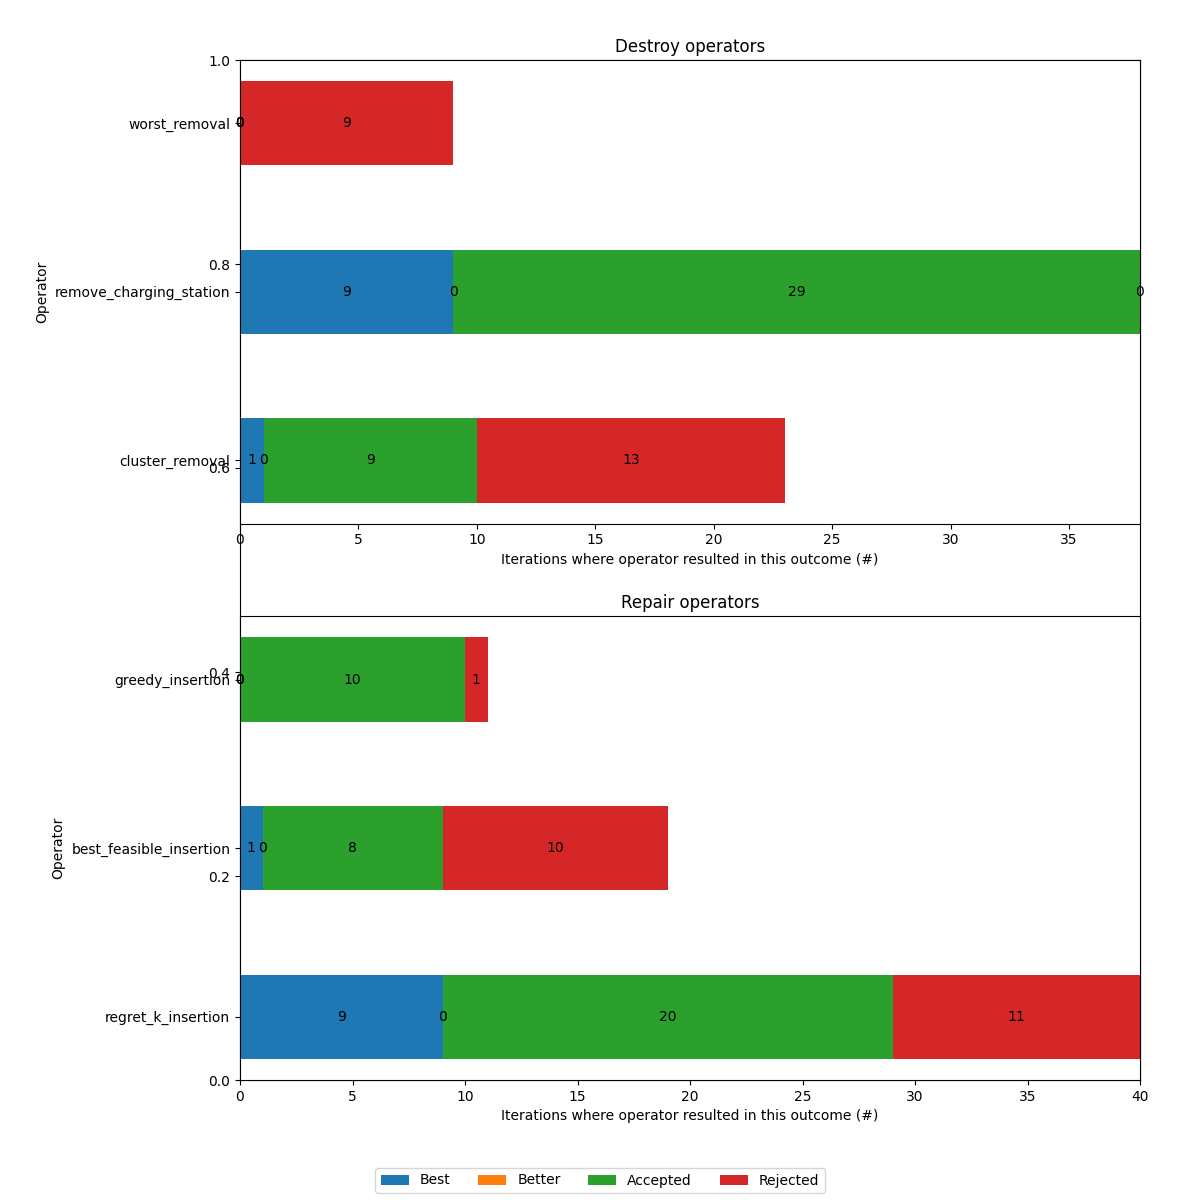 Destroy operators
1.0
worst_removal 0 9
0.8
Operator
remove_charging_station 9 0 29 0
cluster_removal 1 0 9 13
0.6
0 5 10 15 20 25 30 35
Iterations where operator resulted in this outcome (#)
Repair operators
0.4
greedy_insertion 0 10 1
Operator
best_feasible_insertion 1 0 8 10
0.2
regret_k_insertion 9 0 20 11
0.0
0 5 10 15 20 25 30 35 40
Iterations where operator resulted in this outcome (#)
Best Better Accepted Rejected